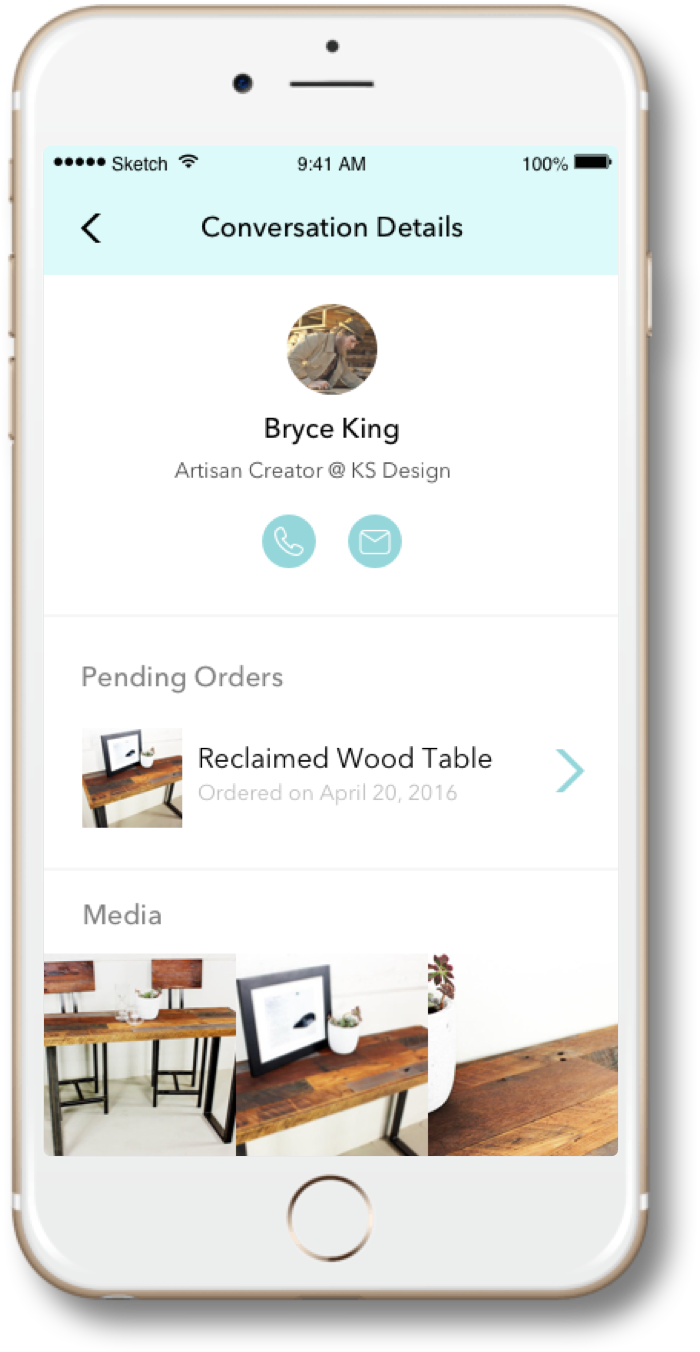 Sketch
9:41 AM
100%
Conversation Details
Bryce King
Artisan Creator @ KS Design
Pending Orders
Reclaimed Wood Table
Ordered on April 20, 2016
Media